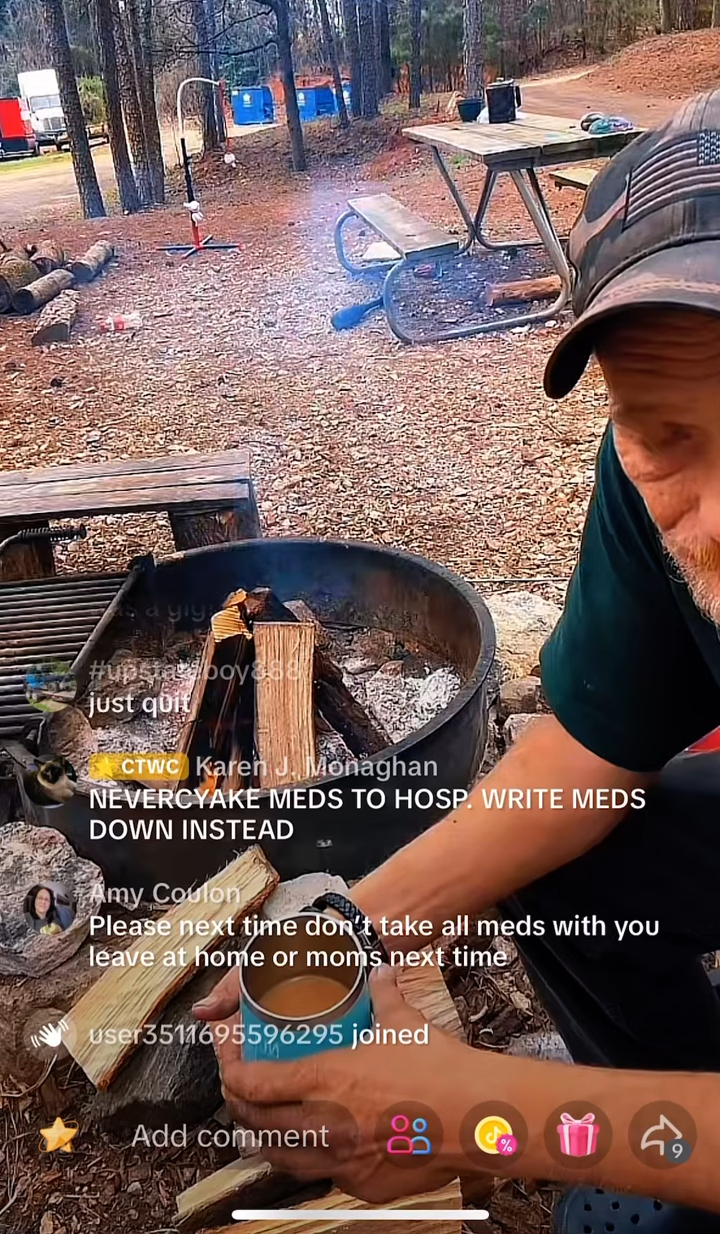 #upstateboy888
just quit
CTWC Karen J. Monaghan
NEVERCYAKE MEDS TO HOSP. WRITE MEDS
DOWN INSTEAD
Amy Coulon
Please next time don't take all meds with you
leave at home or moms next time
user3511695596295 joined
Add comment
%
9